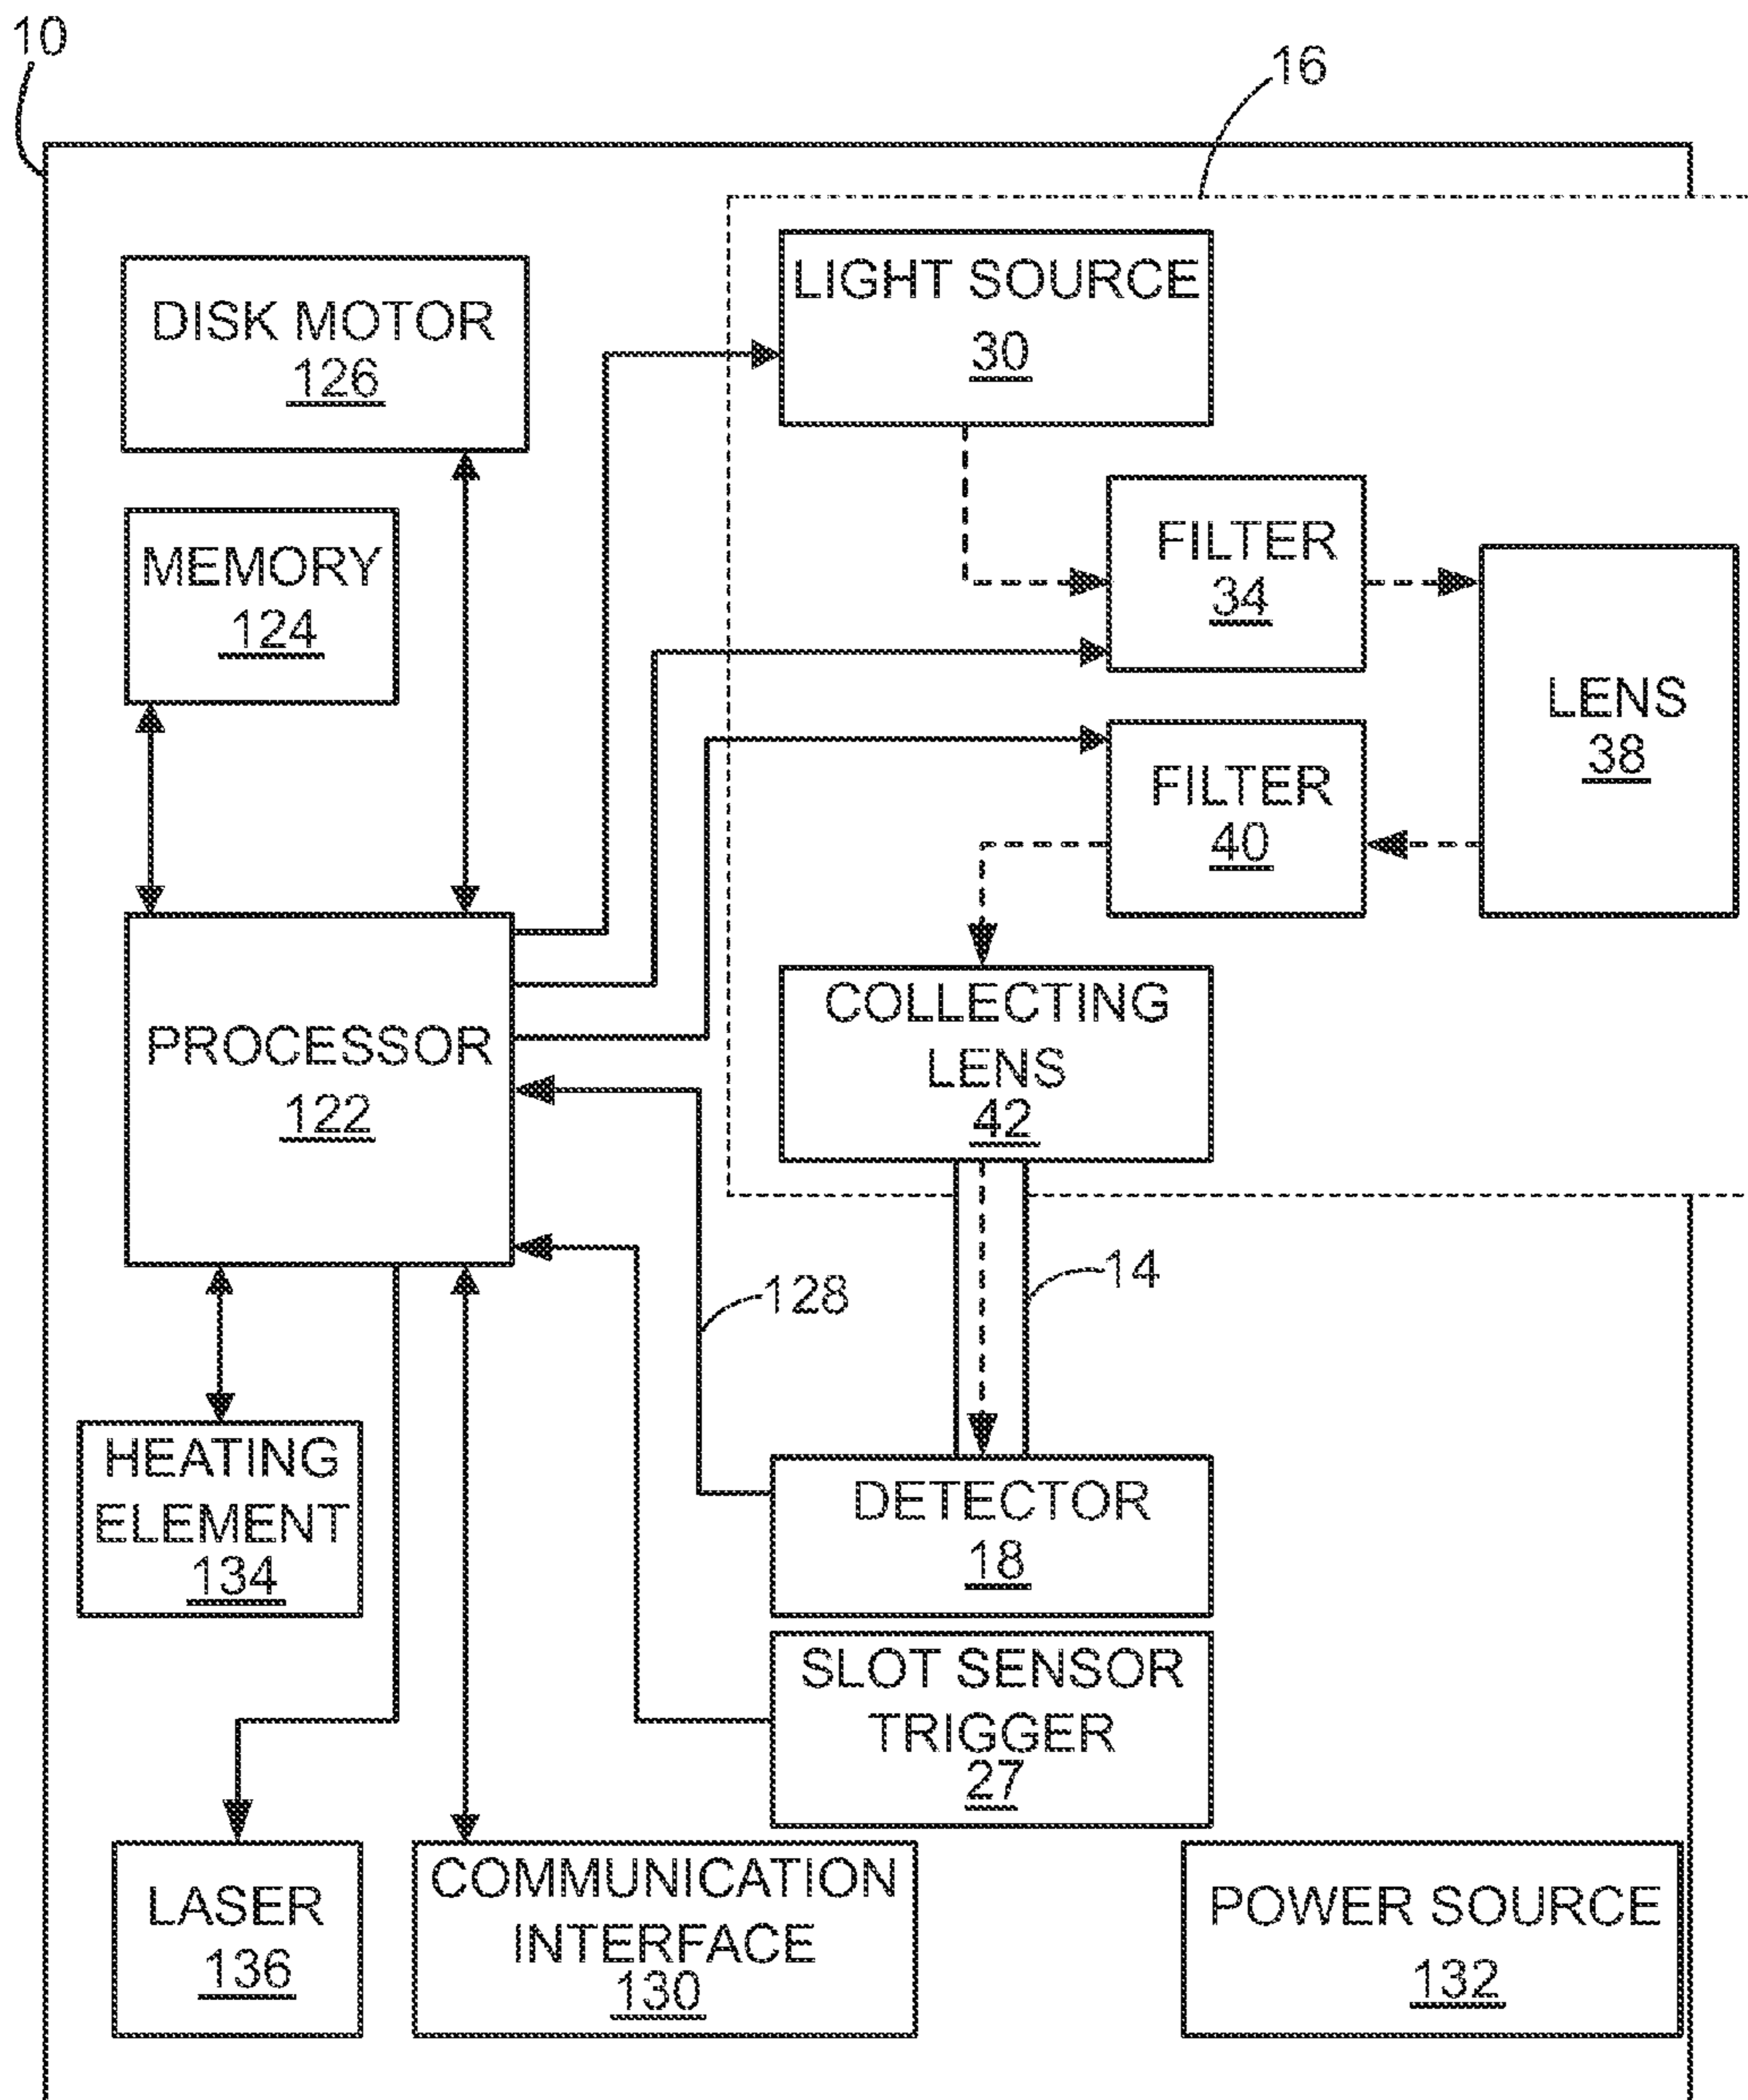 10
16
DISK MOTOR
126
LIGHT SOURCE
30
MEMORY
124
FILTER
34
LENS
38
FILTER
40
PROCESSOR
122
COLLECTING
LENS
42
128
14
HEATING
ELEMENT
134
DETECTOR
18
SLOT SENSOR
TRIGGER
27
LASER
136
COMMUNICATION
INTERFACE
130
POWER SOURCE
132